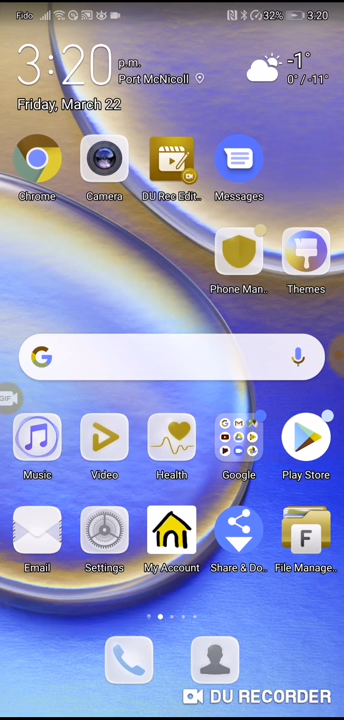 Fido 32% 3:20
3:20 p.m. -1°
Port McNicoll 0° / -11°
Friday, March 22
Chrome Camera DU Rec Edit.. Messages
Phone Man.. Themes
G
GIF
Music Video Health Google Play Store
Email Settings My Account Share & Do.. File Manage..
F
DU RECORDER